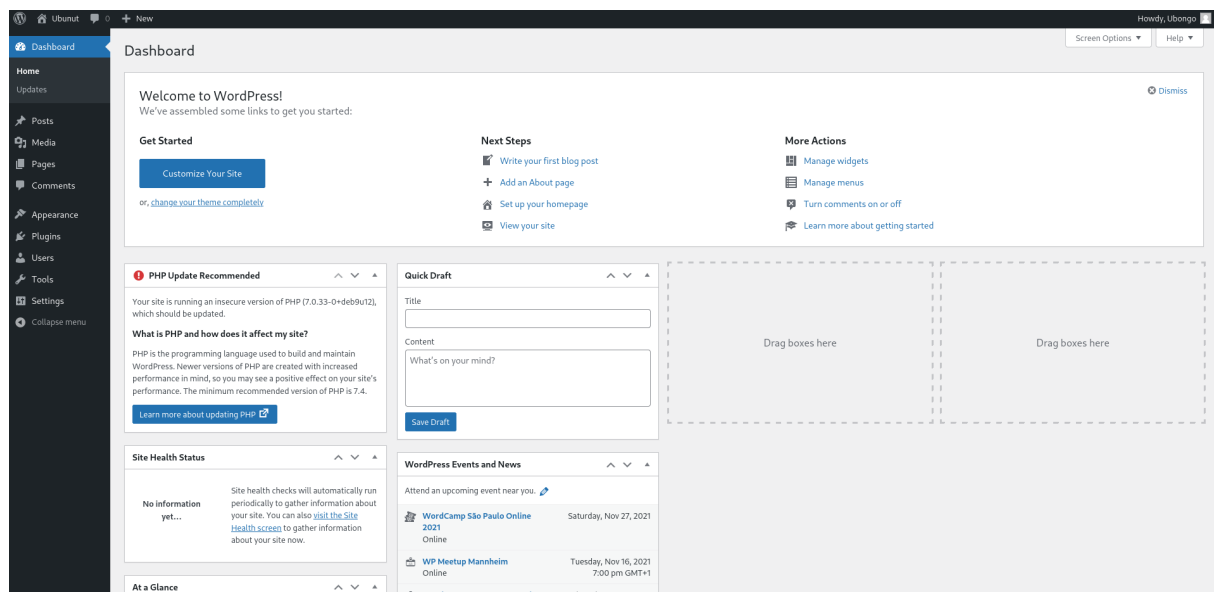 Ubunut 0 New
Howdy, Ubongo
Screen Options ▼ Help ▼
Dashboard
Home
Updates
Posts
Media
Pages
Comments
Appearance
Plugins
Users
Tools
Settings
Collapse menu
Dashboard
Welcome to WordPress!
We've assembled some links to get you started:
Dismiss
Get Started
Customize Your Site
or, change your theme completely
Next Steps
Write your first blog post
Add an About page
Set up your homepage
View your site
More Actions
Manage widgets
Manage menus
Turn comments on or off
Learn more about getting started
PHP Update Recommended
Your site is running an insecure version of PHP (7.0.33-0+deb9u12),
which should be updated.
What is PHP and how does it affect my site?
PHP is the programming language used to build and maintain
WordPress. Newer versions of PHP are created with increased
performance in mind, so you may see a positive effect on your site's
performance. The minimum recommended version of PHP is 7.4.
Learn more about updating PHP
Site Health Status
No information
yet...
Site health checks will automatically run
periodically to gather information about
your site. You can also visit the Site
Health screen to gather information
about your site now.
At a Glance
Quick Draft
Title
Content
What's on your mind?
Save Draft
WordPress Events and News
Attend an upcoming event near you.
WordCamp São Paulo Online
2021
Online
Saturday, Nov 27, 2021
WP Meetup Mannheim
Online
Tuesday, Nov 16, 2021
7:00 pm GMT+1
Drag boxes here
Drag boxes here